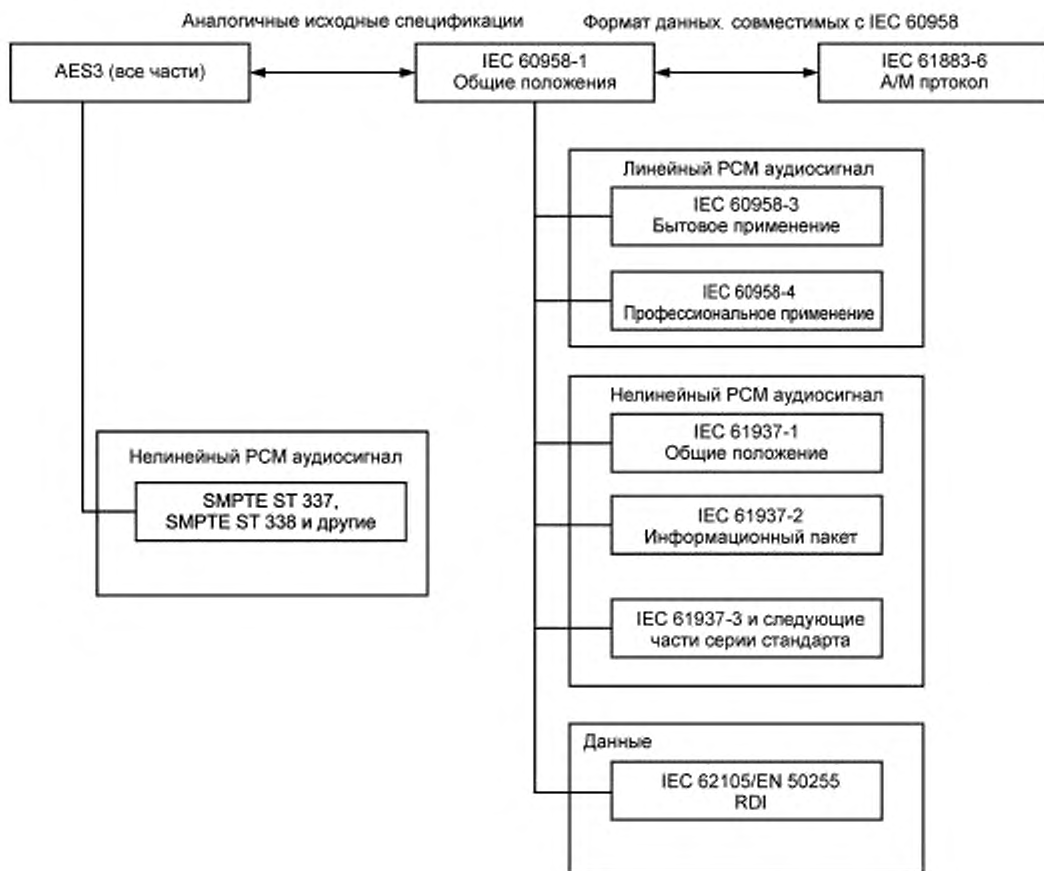 Аналогичные исходные спецификации
Формат данных. совместимых с IEC 60958
AES3 (все части)
IEC 60958-1
Общие положения
IEC 61883-6
А/М пртокол
Линейный PCM аудиосигнал
IEC 60958-3
Бытовое применение
IEC 60958-4
Профессиональное применение
Нелинейный PCM аудиосигнал
IEC 61937-1
Общие положение
IEC 61937-2
Информационный пакет
IEC 61937-3 и следующие
части серии стандарта
Нелинейный PCM аудиосигнал
SMPTE ST 337,
SMPTE ST 338 и другие
Данные
IEC 62105/EN 50255
RDI